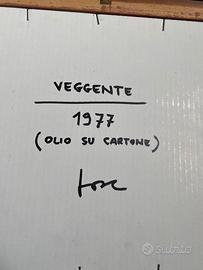 VEGGENTE
1977
(OLIO SU CARTONE)
subito